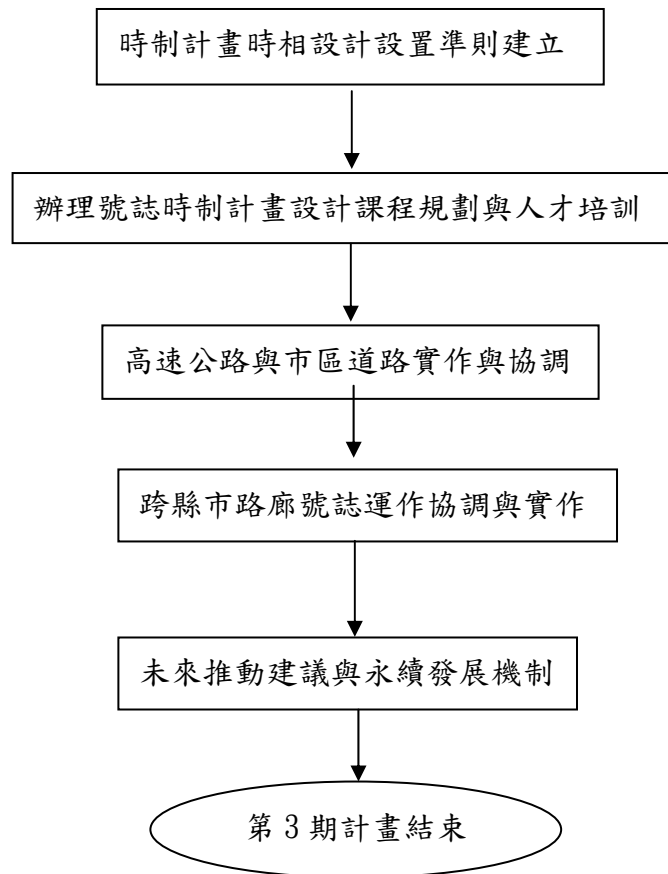 時制計畫時相設計設置準則建立
辦理號誌時制計畫設計課程規劃與人才培訓
高速公路與市區道路實作與協調
跨縣市路廊號誌運作協調與實作
未來推動建議與永續發展機制
第 3 期計畫結束